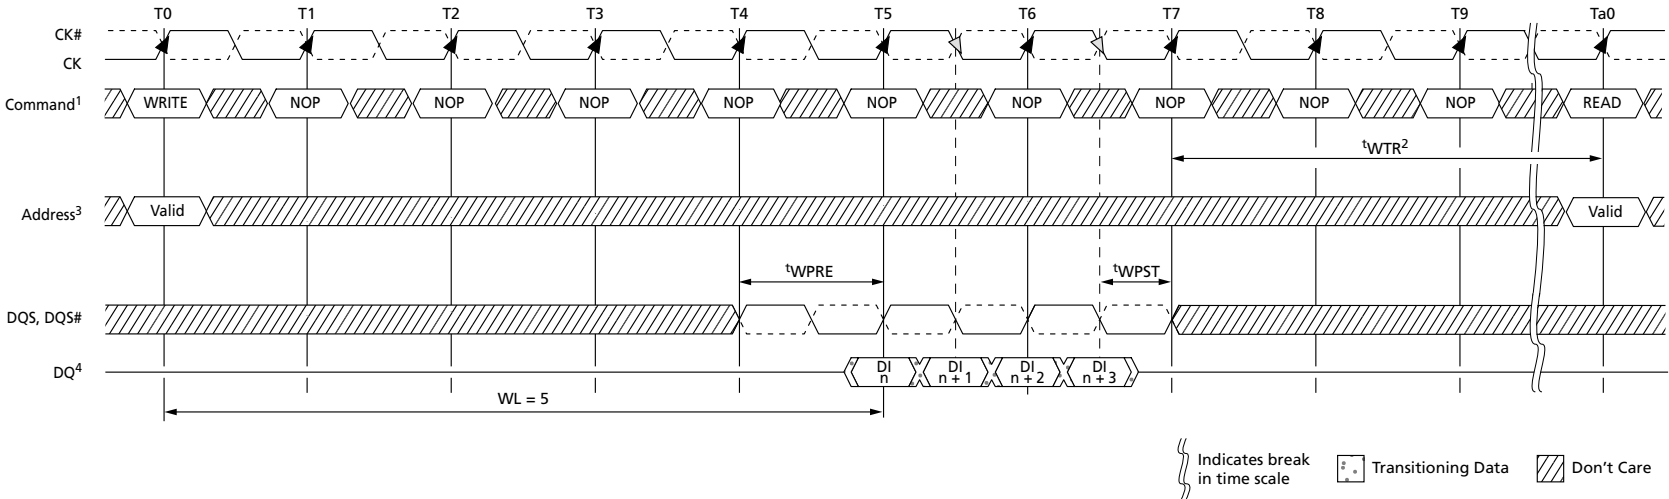 T0 T1 T2 T3 T4 T5 T6 T7 T8 T9 Ta0
CK#
CK
Command1 WRITE NOP NOP NOP NOP NOP NOP NOP NOP NOP READ
tWTR2
Address3 Valid Valid
tWPRE tWPST
DQS, DQS#
DQ4 DI DI DI DI
n n + 1 n + 2 n + 3
WL = 5
Indicates break
in time scale
Transitioning Data
Don't Care